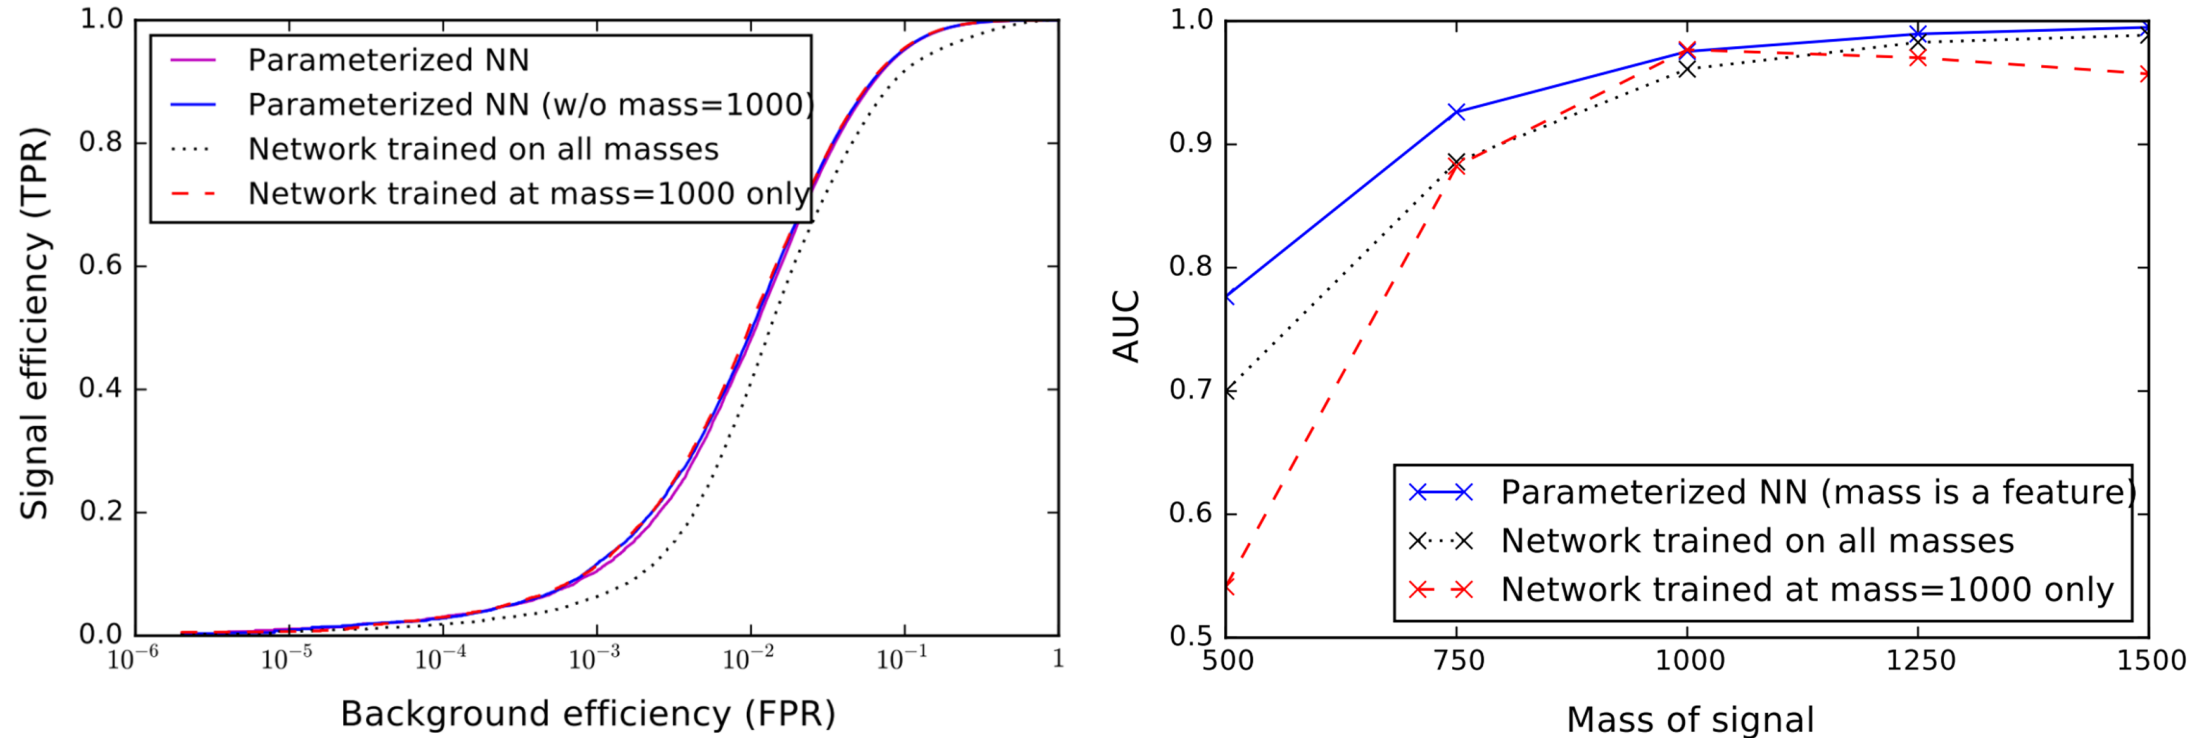 1.0
0.8
0.6
0.4
0.2
0.0
Signal efficiency (TPR)
Parameterized NN
Parameterized NN (w/o mass=1000)
Network trained on all masses
Network trained at mass=1000 only
10⁻⁶ 10⁻⁵ 10⁻⁴ 10⁻³ 10⁻² 10⁻¹ 1
Background efficiency (FPR)
1.0
0.9
0.8
0.7
0.6
0.5
AUC
Parameterized NN (mass is a feature)
Network trained on all masses
Network trained at mass=1000 only
500 750 1000 1250 1500
Mass of signal